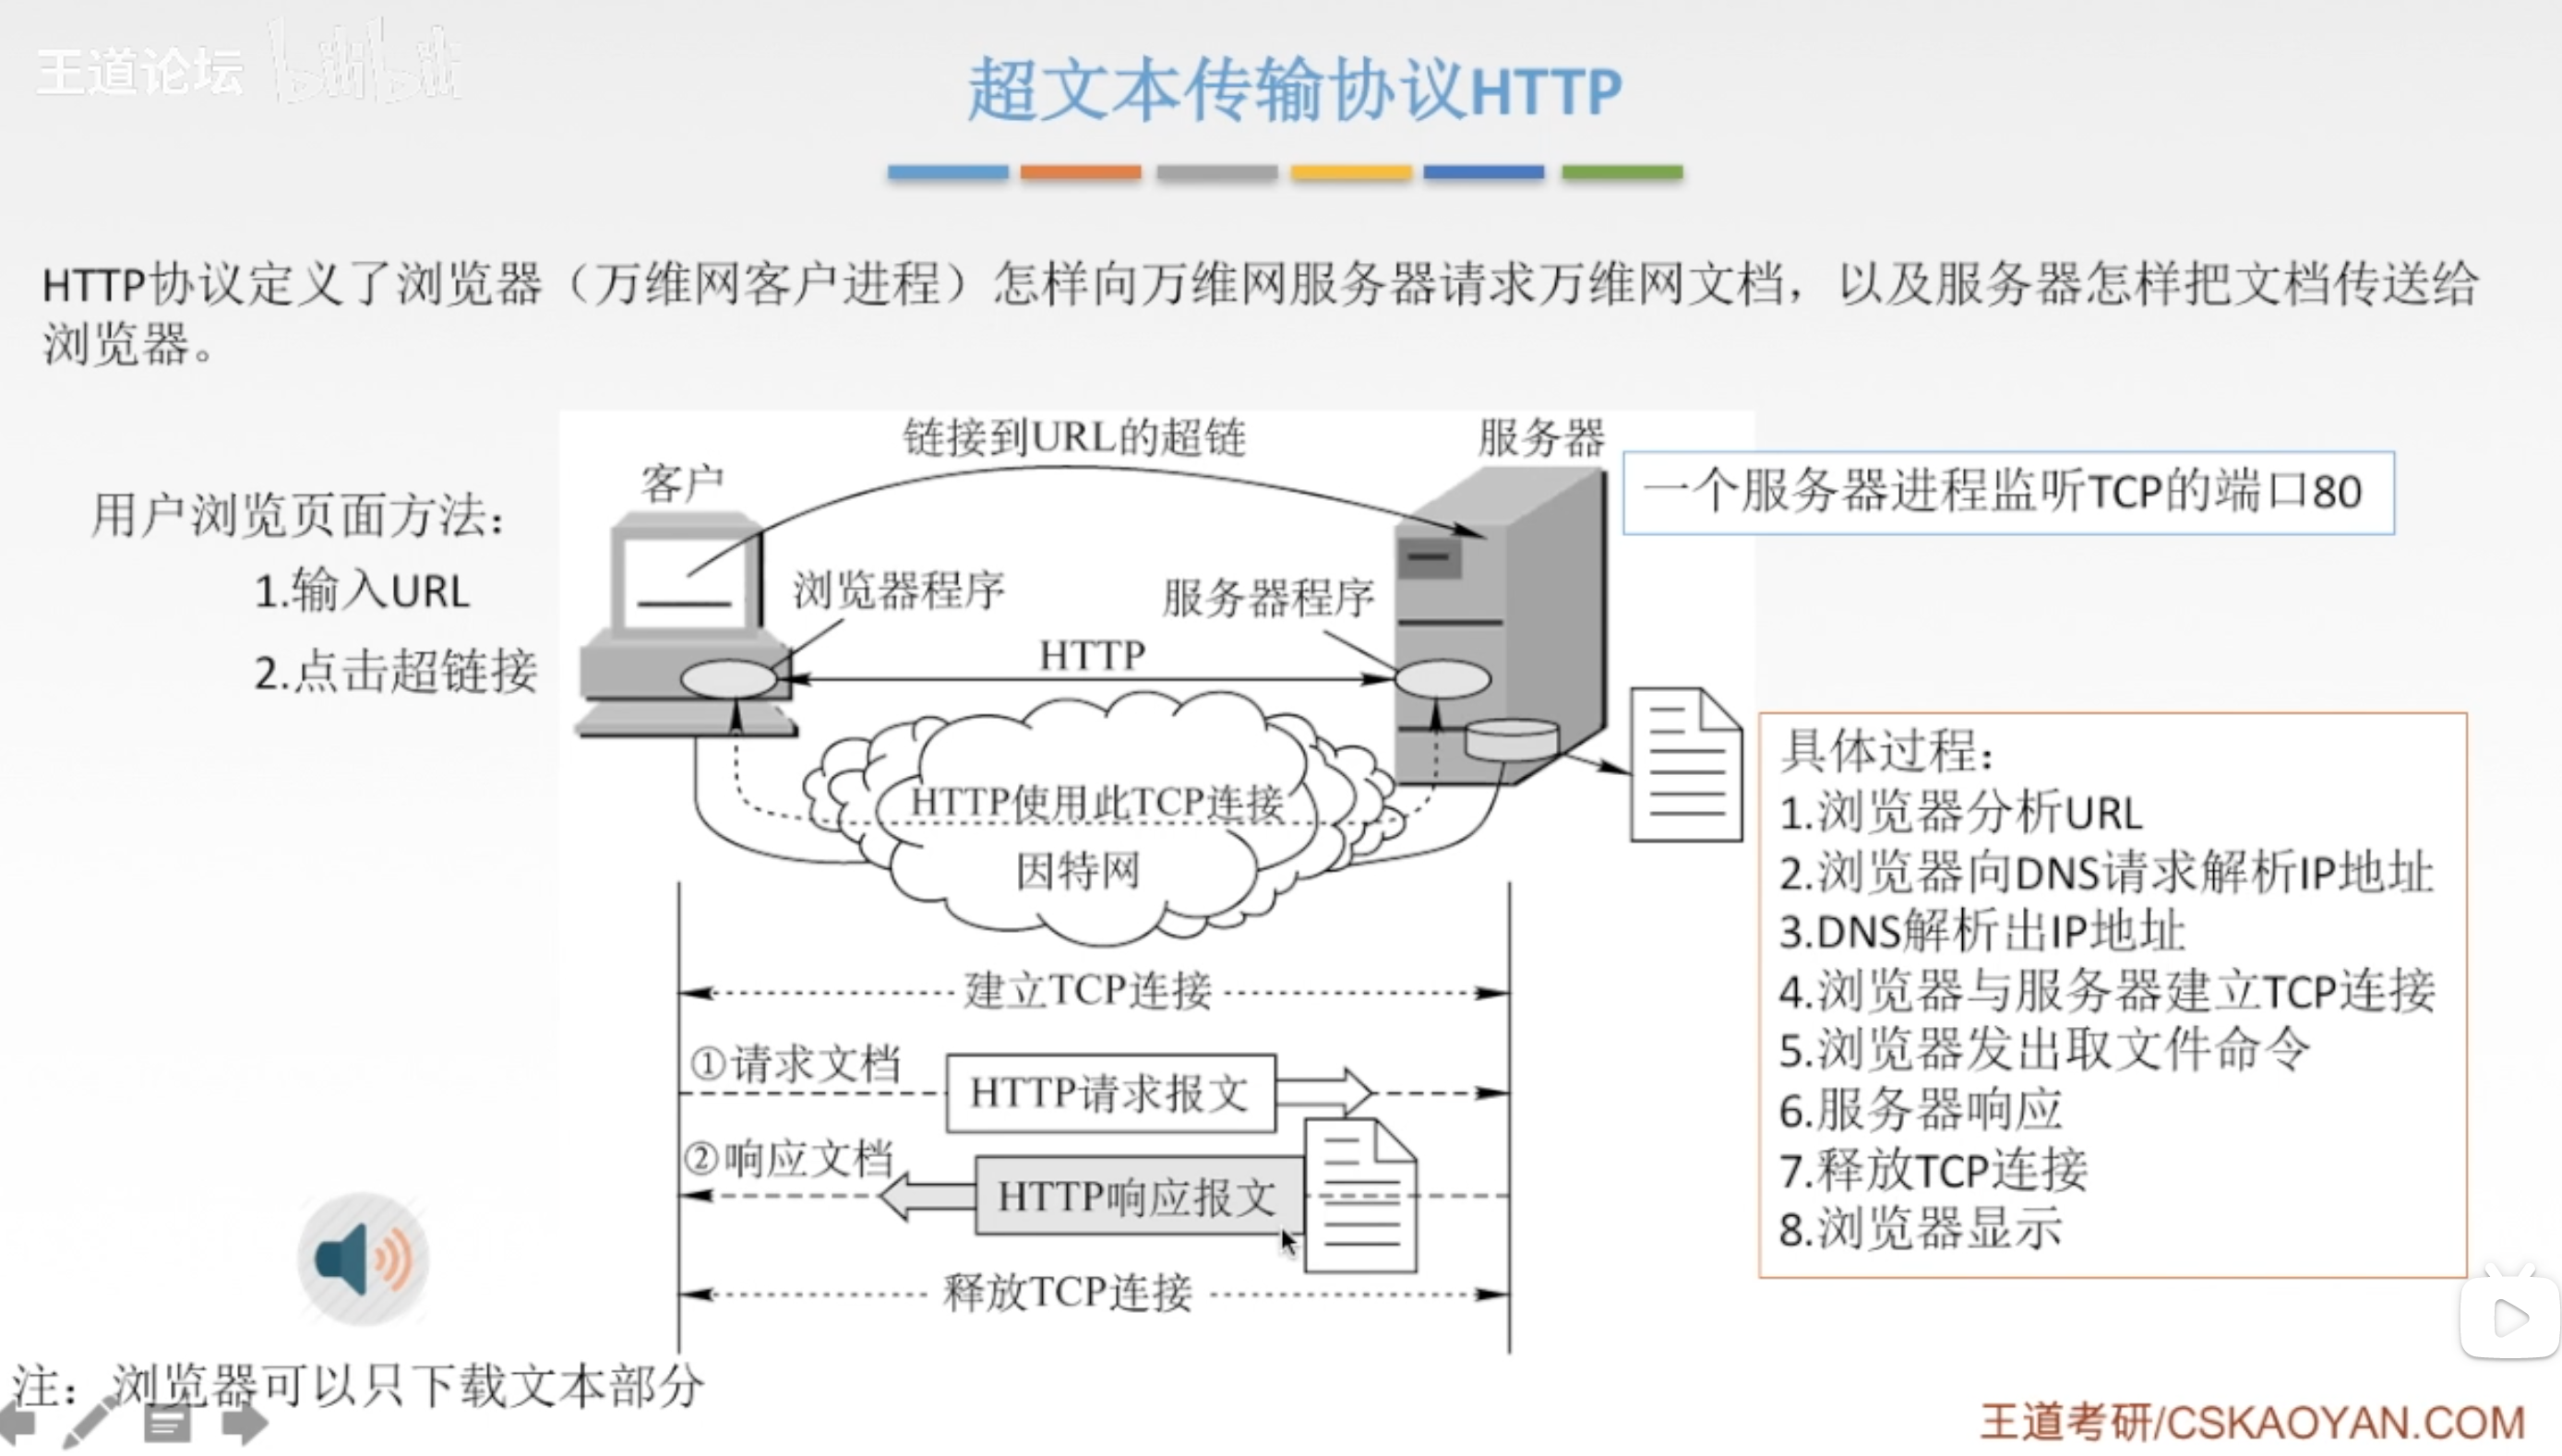 王道论坛 bilibili
超文本传输协议HTTP
HTTP协议定义了浏览器（万维网客户进程）怎样向万维网服务器请求万维网文档，以及服务器怎样把文档传送给
浏览器。
用户浏览页面方法：
1.输入URL
2.点击超链接
链接到URL的超链
客户
服务器
一个服务器进程监听TCP的端口80
浏览器程序
服务器程序
HTTP
HTTP使用此TCP连接
因特网
建立TCP连接
①请求文档
HTTP请求报文
②响应文档
HTTP响应报文
释放TCP连接
具体过程：
1.浏览器分析URL
2.浏览器向DNS请求解析IP地址
3.DNS解析出IP地址
4.浏览器与服务器建立TCP连接
5.浏览器发出取文件命令
6.服务器响应
7.释放TCP连接
8.浏览器显示
注：浏览器可以只下载文本部分
王道考研/CSKAOYAN.COM